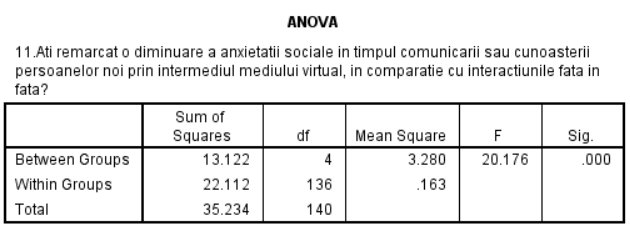 ANOVA
11.Ati remarcat o diminuare a anxietatii sociale in timpul comunicarii sau cunoasterii
persoanelor noi prin intermediul mediului virtual, in comparatie cu interactiunile fata in
fata?
Sum of Squares df Mean Square F Sig.
Between Groups 13.122 4 3.280 20.176 .000
Within Groups 22.112 136 .163
Total 35.234 140